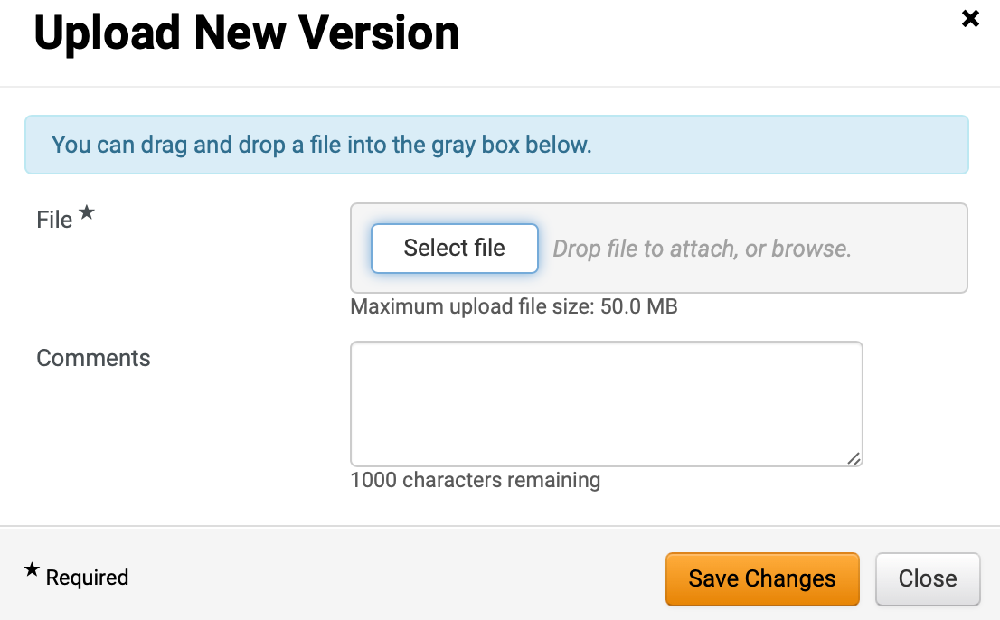 Upload New Version
You can drag and drop a file into the gray box below.
File ★
Select file Drop file to attach, or browse.
Maximum upload file size: 50.0 MB
Comments
1000 characters remaining
★ Required
Save Changes Close